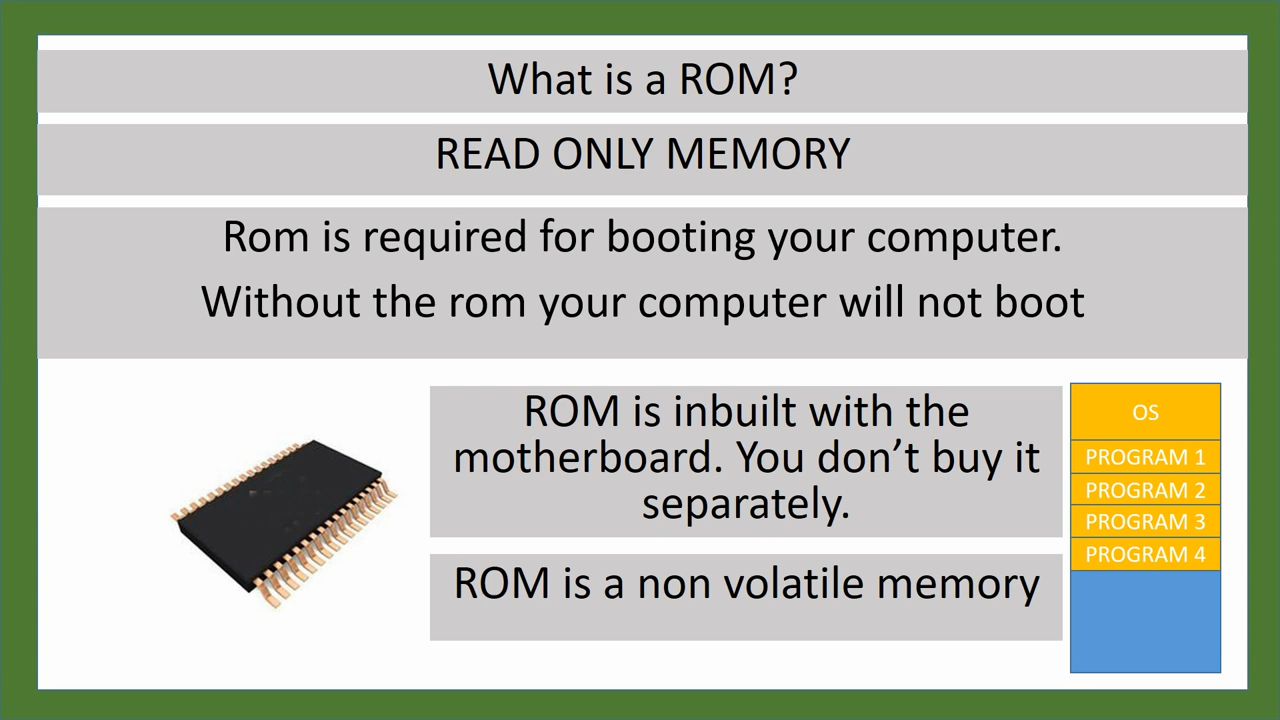 What is a ROM?
READ ONLY MEMORY
Rom is required for booting your computer.
Without the rom your computer will not boot
ROM is inbuilt with the
motherboard. You don’t buy it
separately.
ROM is a non volatile memory
OS
PROGRAM 1
PROGRAM 2
PROGRAM 3
PROGRAM 4